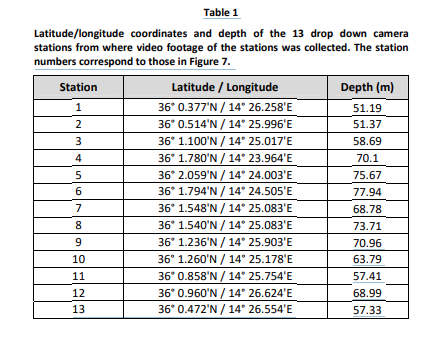 Table 1
Latitude/longitude coordinates and depth of the 13 drop down camera
stations from where video footage of the stations was collected. The station
numbers correspond to those in Figure 7.
Station Latitude / Longitude Depth (m)
1 36° 0.377'N / 14° 26.258'E 51.19
2 36° 0.514'N / 14° 25.996'E 51.37
3 36° 1.100'N / 14° 25.017'E 58.69
4 36° 1.780'N / 14° 23.964'E 70.1
5 36° 2.059'N / 14° 24.003'E 75.67
6 36° 1.794'N / 14° 24.505'E 77.94
7 36° 1.548'N / 14° 25.083'E 68.78
8 36° 1.540'N / 14° 25.083'E 73.71
9 36° 1.236'N / 14° 25.903'E 70.96
10 36° 1.260'N / 14° 25.178'E 63.79
11 36° 0.858'N / 14° 25.754'E 57.41
12 36° 0.960'N / 14° 26.624'E 68.99
13 36° 0.472'N / 14° 26.554'E 57.33